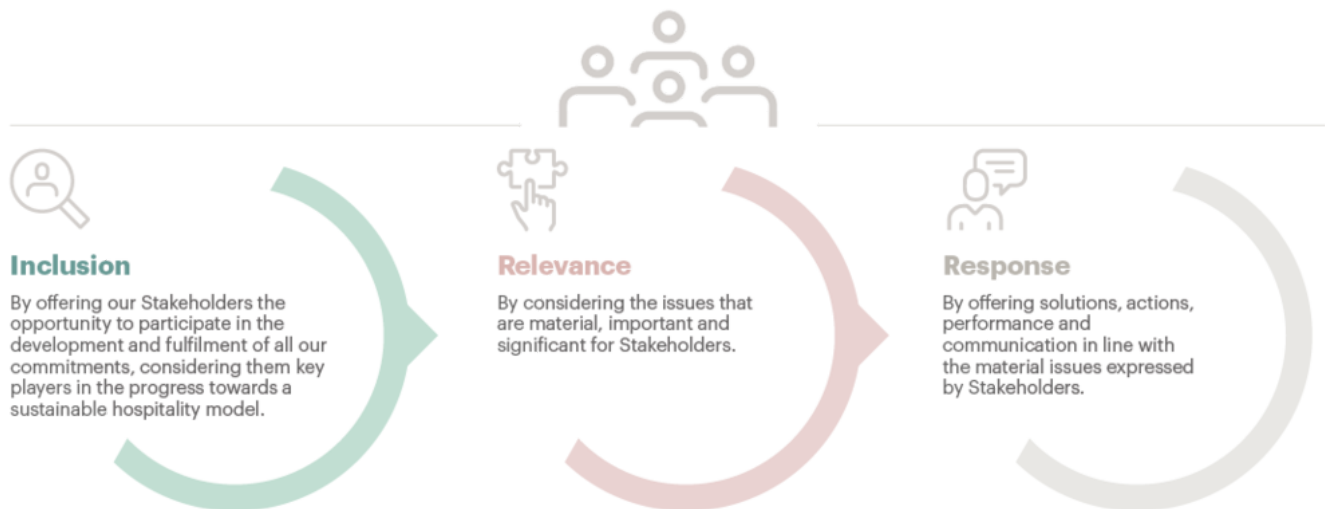 Inclusion
By offering our Stakeholders the
opportunity to participate in the
development and fulfilment of all our
commitments, considering them key
players in the progress towards a
sustainable hospitality model.
Relevance
By considering the issues that
are material, important and
significant for Stakeholders.
Response
By offering solutions, actions,
performance and
communication in line with
the material issues expressed
by Stakeholders.